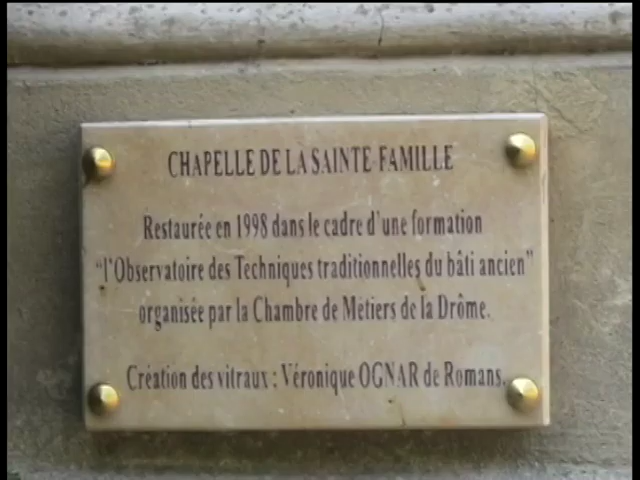 CHAPELLE DE LA SAINTE-FAMILLE
Restaurée en 1998 dans le cadre d'une formation
"l'Observatoire des Techniques traditionnelles du bâti ancien"
organisée par la Chambre de Métiers de la Drôme.
Création des vitraux : Véronique OGNAR de Romans.